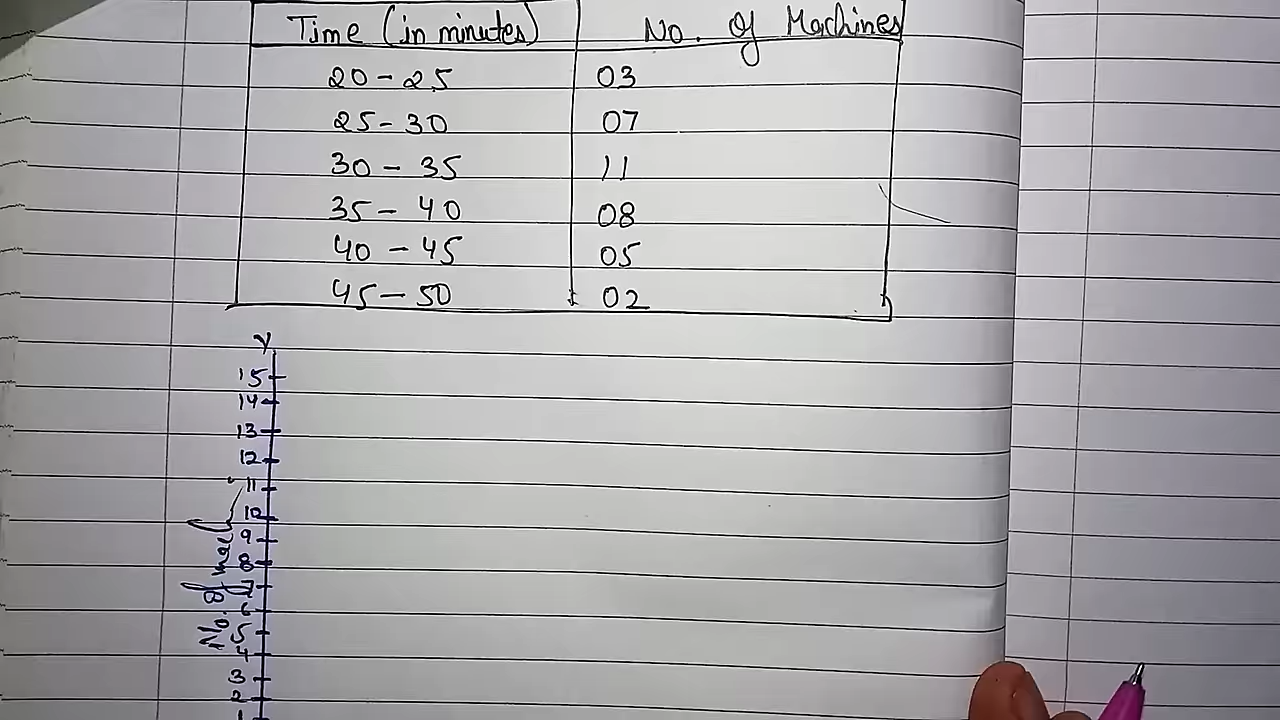 Time (in minutes) No. Of Machines
20 - 25 03
25 - 30 07
30 - 35 11
35 - 40 08
40 - 45 05
45 - 50 02
Y
15
14
13
12
11
10
9
8
7
6
5
4
3
2
1
No. of mach